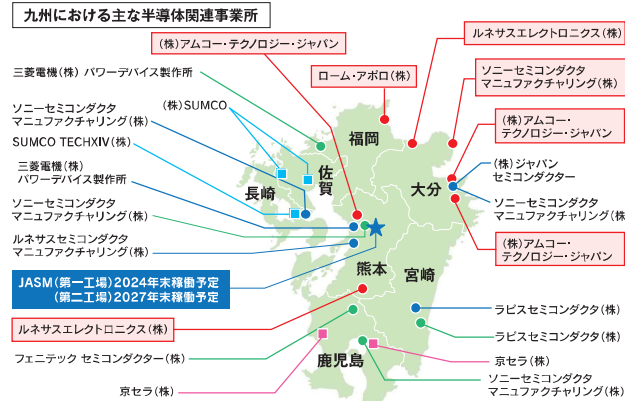 九州における主な半導体関連事業所
(株)アムコー・テクノロジー・ジャパン
ルネサスエレクトロニクス(株)
三菱電機(株) パワーデバイス製作所
ローム・アポロ(株)
ソニーセミコンダクタ
マニュファクチャリング(株)
ソニーセミコンダクタ
マニュファクチャリング(株)
(株)SUMCO
(株)アムコー・
テクノロジー・ジャパン
SUMCO TECHXIV(株)
三菱電機(株)
パワーデバイス製作所
(株)ジャパン
セミコンダクター
ソニーセミコンダクタ
マニュファクチャリング(株)
ソニーセミコンダクタ
マニュファクチャリング(株)
ルネサスセミコンダクタ
マニュファクチャリング(株)
(株)アムコー・
テクノロジー・ジャパン
JASM(第一工場)2024年末稼働予定
(第二工場)2027年末稼働予定
ルネサスエレクトロニクス(株)
ラピスセミコンダクタ(株)
フェニテック セミコンダクター(株)
ラピスセミコンダクタ(株)
京セラ(株)
京セラ(株)
ソニーセミコンダクタ
マニュファクチャリング(株)
福岡
佐賀
長崎
大分
熊本
宮崎
鹿児島